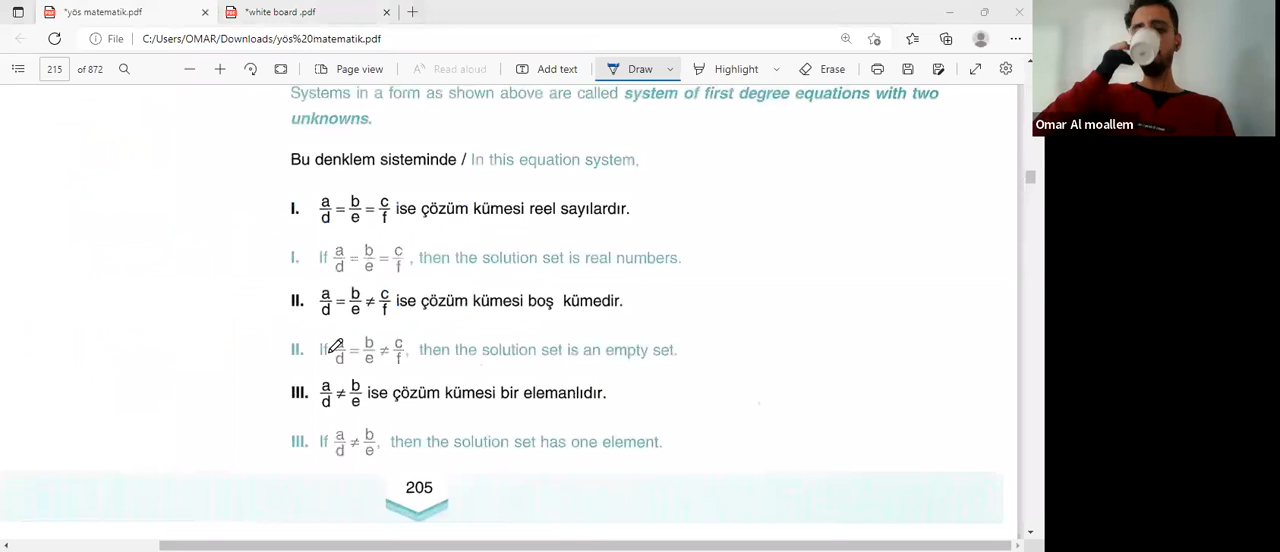 *yös matematik.pdf
*white board .pdf
File C:/Users/OMAR/Downloads/yös%20matematik.pdf
215 of 872 Page view Read aloud Add text Draw Highlight Erase
Omar Al moallem
Systems in a form as shown above are called system of first degree equations with two
unknowns.
Bu denklem sisteminde / In this equation system,
I. a/d = b/e = c/f ise çözüm kümesi reel sayılardır.
I. If a/d = b/e = c/f , then the solution set is real numbers.
II. a/d = b/e ≠ c/f ise çözüm kümesi boş kümedir.
II. If a/d = b/e ≠ c/f, then the solution set is an empty set.
III. a/d ≠ b/e ise çözüm kümesi bir elemanlıdır.
III. If a/d ≠ b/e, then the solution set has one element.
205